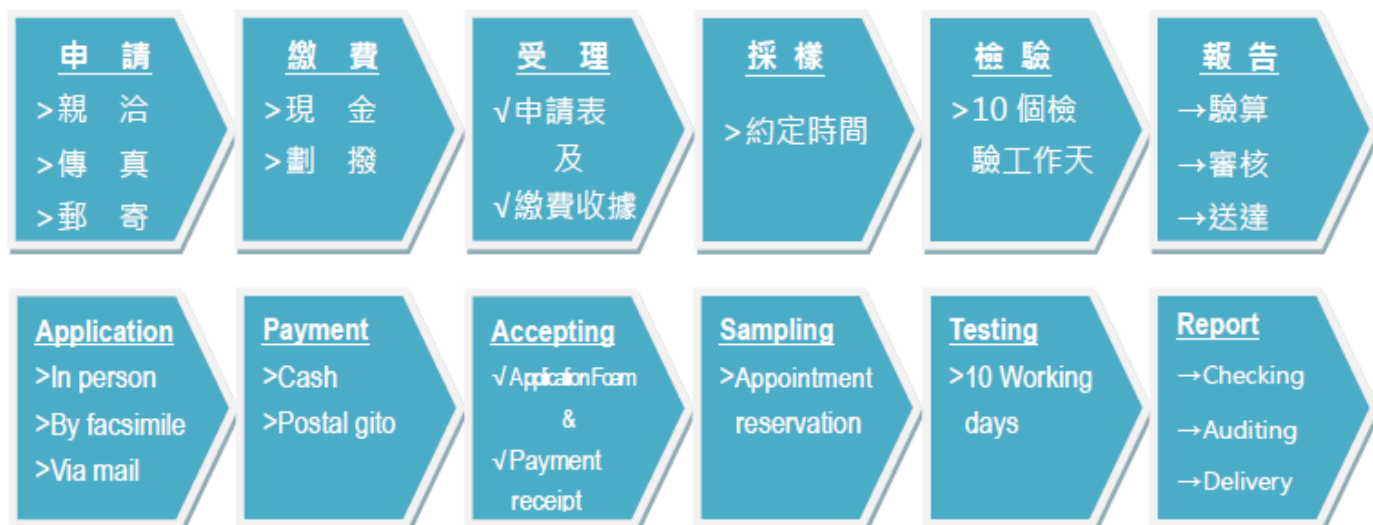 申 請
>親 洽
>傳 真
>郵 寄
繳 費
>現 金
>劃 撥
受 理
√申請表
及
√繳費收據
採 樣
>約定時間
檢 驗
>10 個檢
驗工作天
報 告
→驗算
→審核
→送達
Application
>In person
>By facsimile
>Via mail
Payment
>Cash
>Postal gito
Accepting
√Application Foam
&
√Payment
receipt
Sampling
>Appointment
reservation
Testing
>10 Working
days
Report
→Checking
→Auditing
→Delivery